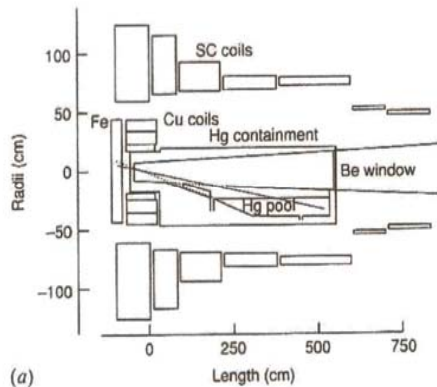 100
50
0
−50
−100
Radii (cm)
SC coils
Fe
Cu coils
Hg containment
Be window
Hg pool
0
250
500
750
Length (cm)
(a)